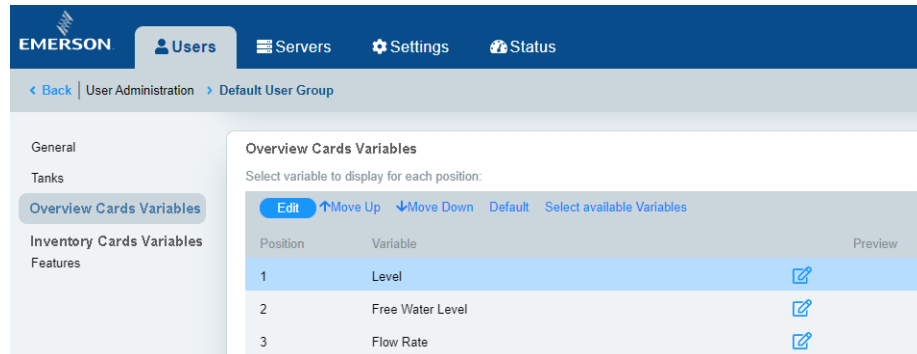 EMERSON.
Users Servers Settings Status
Back | User Administration > Default User Group
General
Tanks
Overview Cards Variables
Inventory Cards Variables
Features
Overview Cards Variables
Select variable to display for each position:
Edit Move Up Move Down Default Select available Variables
Position Variable Preview
1 Level
2 Free Water Level
3 Flow Rate